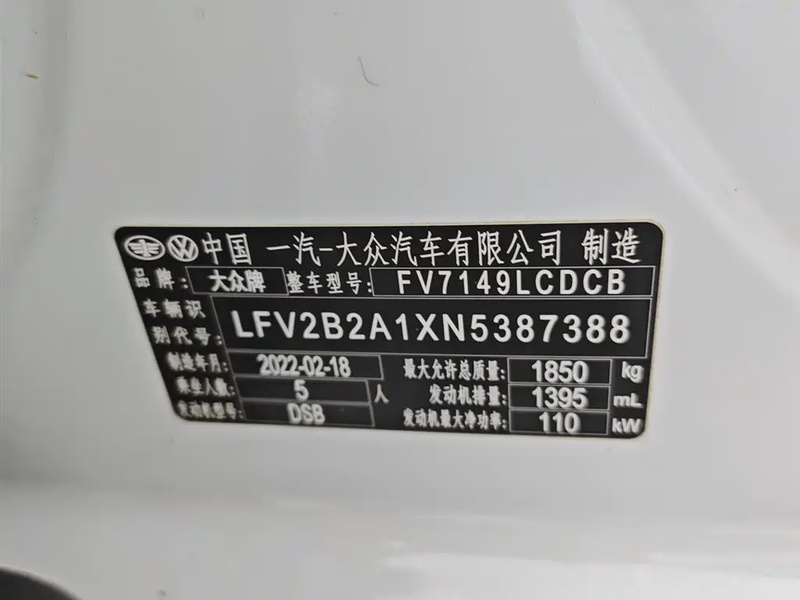 中国 一汽-大众汽车有限公司 制造
品牌: 大众牌 整车型号: FV7149LCDCB
车辆识
别代号: LFV2B2A1XN5387388
制造年月: 2022-02-18 最大允许总质量: 1850 kg
乘坐人数: 5 人 发动机排量: 1395 mL
发动机型号: DSB 发动机最大净功率: 110 kW